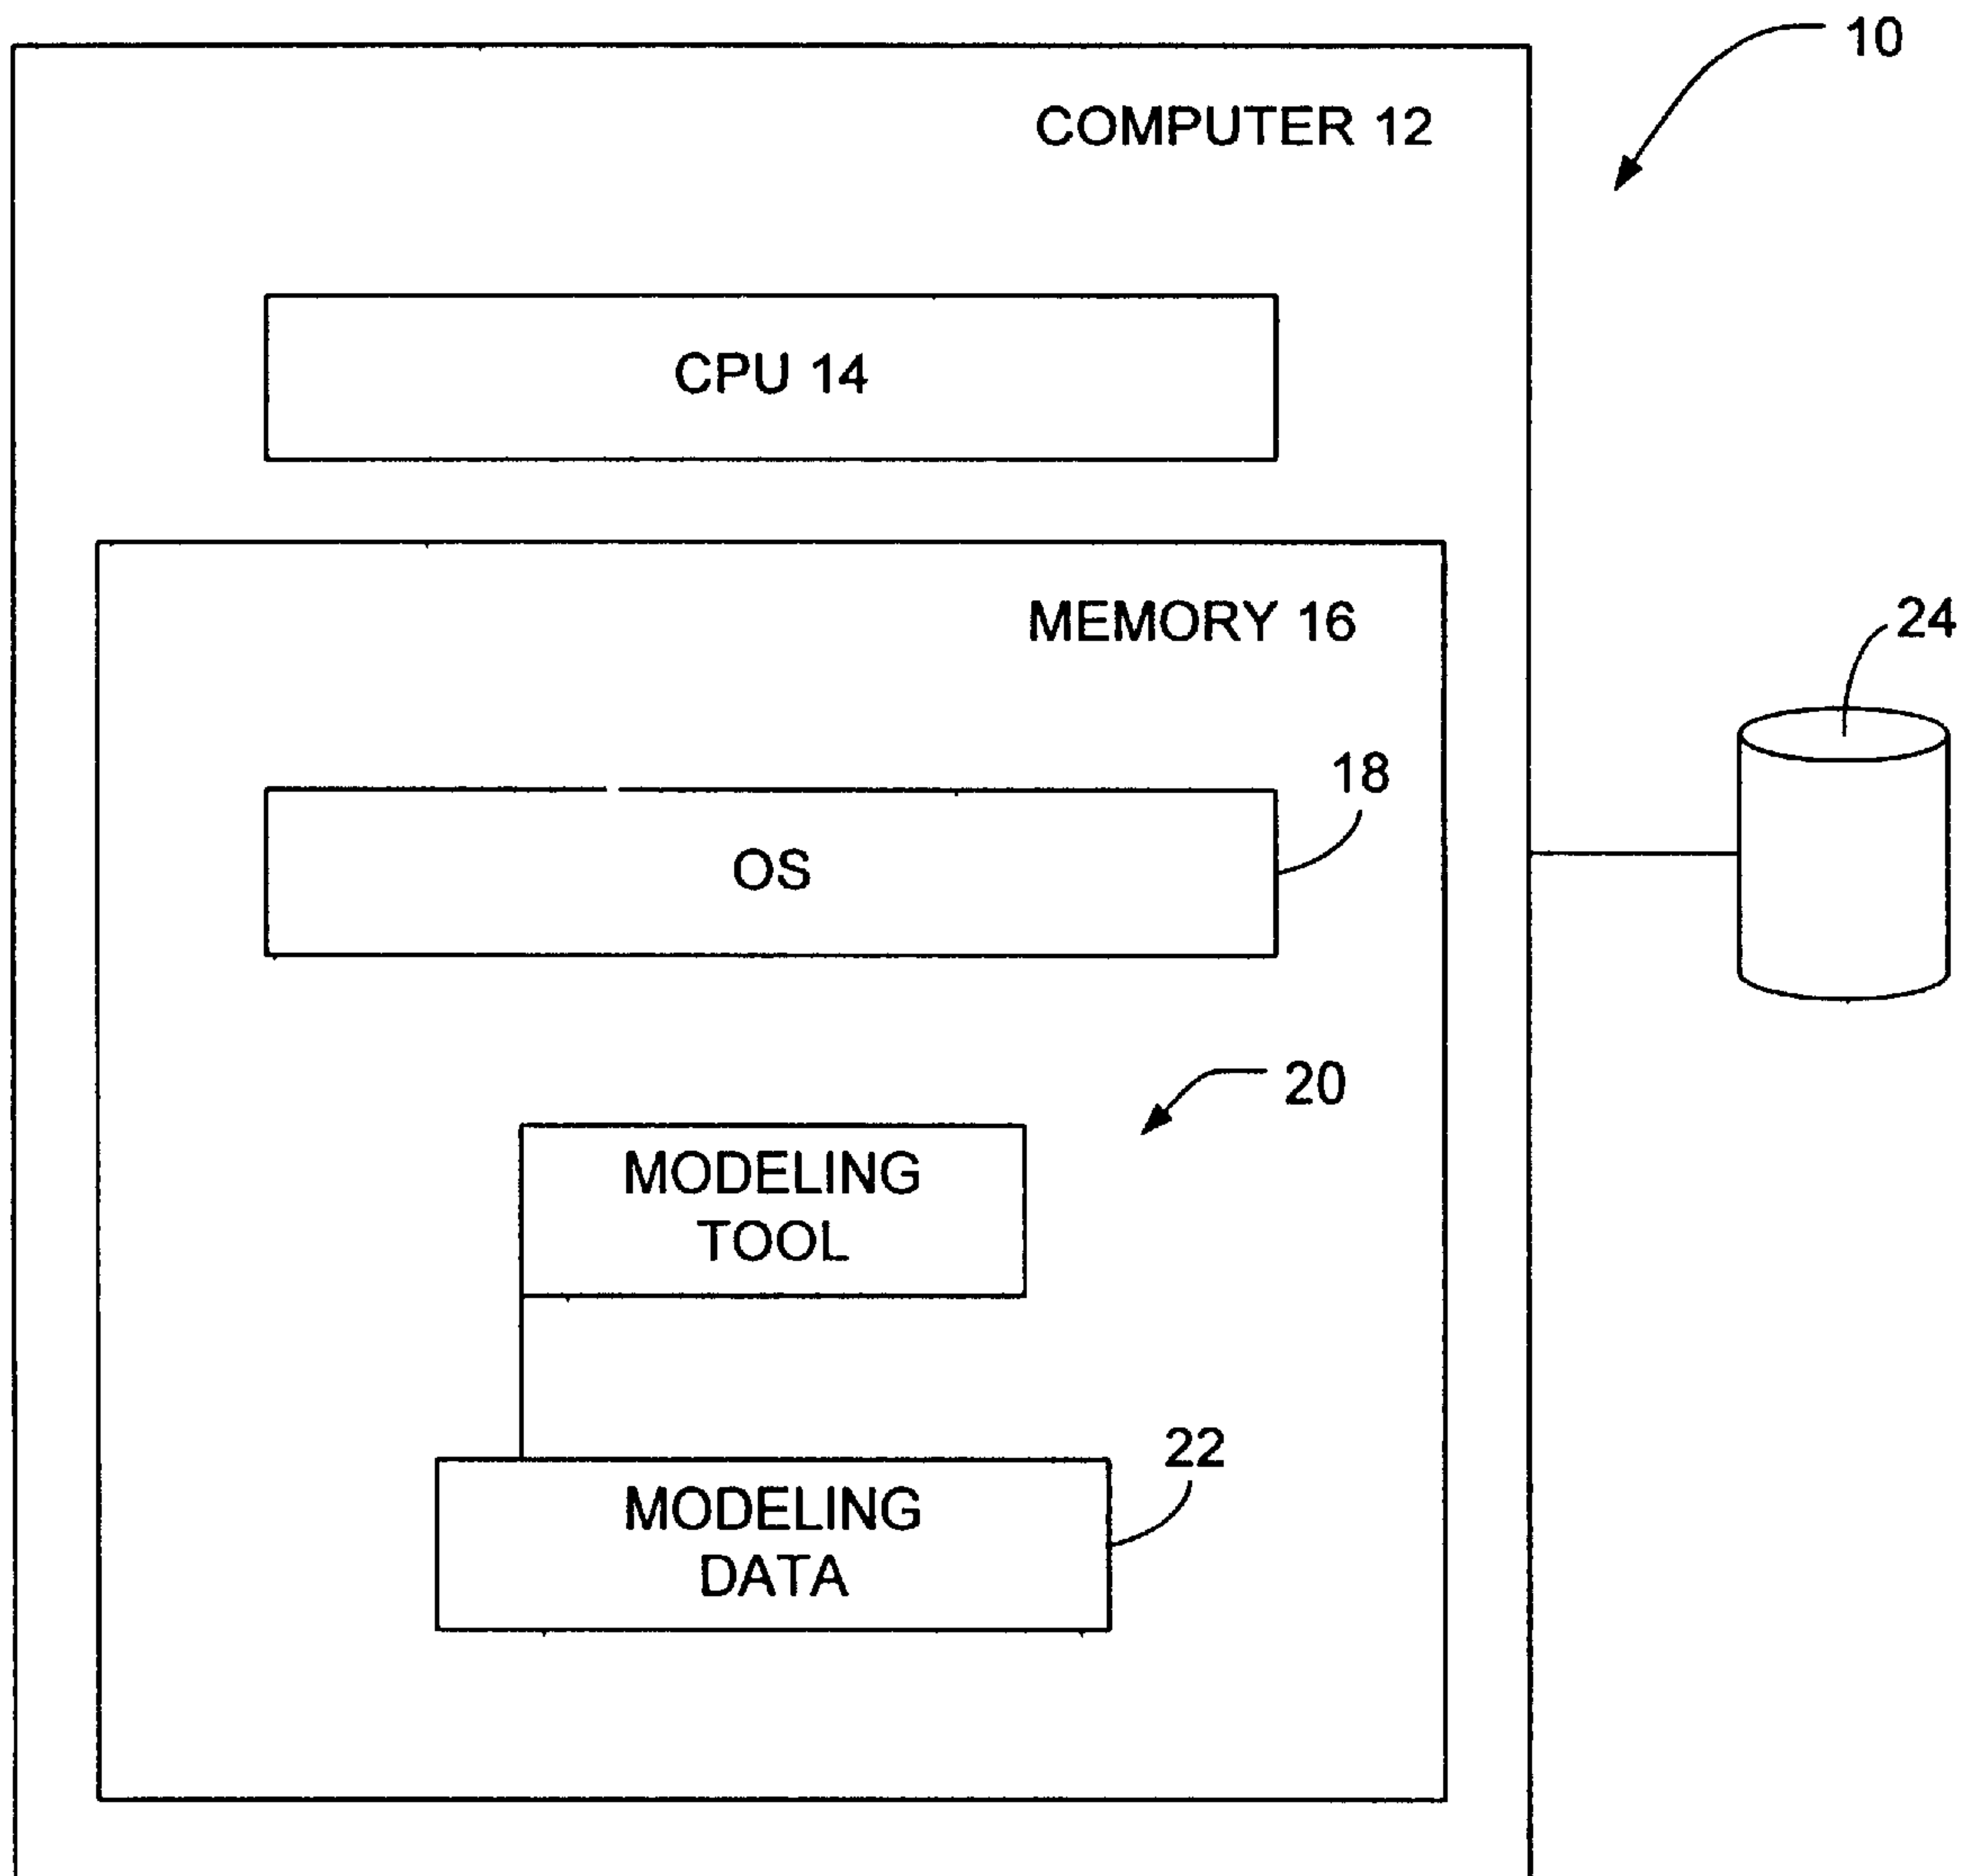 10
COMPUTER 12
CPU 14
MEMORY 16
24
18
OS
20
MODELING
TOOL
22
MODELING
DATA